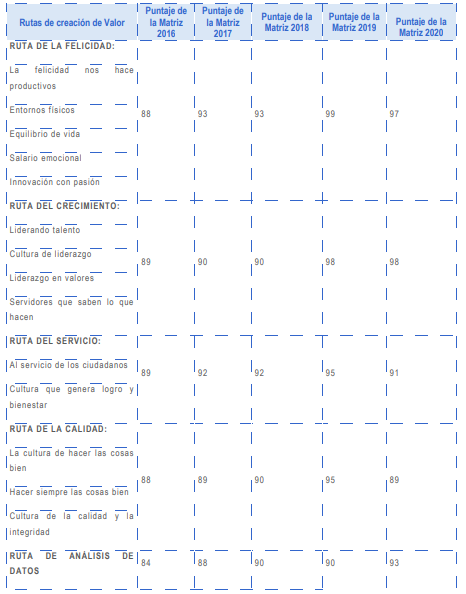 Rutas de creación de Valor
Puntaje de
la Matriz
2016
Puntaje de
la Matriz
2017
Puntaje de la
Matriz 2018
Puntaje de la
Matriz 2019
Puntaje de la
Matriz 2020
RUTA DE LA FELICIDAD:
La felicidad nos hace
productivos
Entornos físicos
Equilibrio de vida
Salario emocional
Innovación con pasión
88
93
93
99
97
RUTA DEL CRECIMIENTO:
Liderando talento
Cultura de liderazgo
Liderazgo en valores
Servidores que saben lo que
hacen
89
90
90
98
98
RUTA DEL SERVICIO:
Al servicio de los ciudadanos
Cultura que genera logro y
bienestar
89
92
92
95
91
RUTA DE LA CALIDAD:
La cultura de hacer las cosas
bien
Hacer siempre las cosas bien
Cultura de la calidad y la
integridad
88
89
90
95
89
RUTA DE ANÁLISIS DE
DATOS
84
88
90
90
93